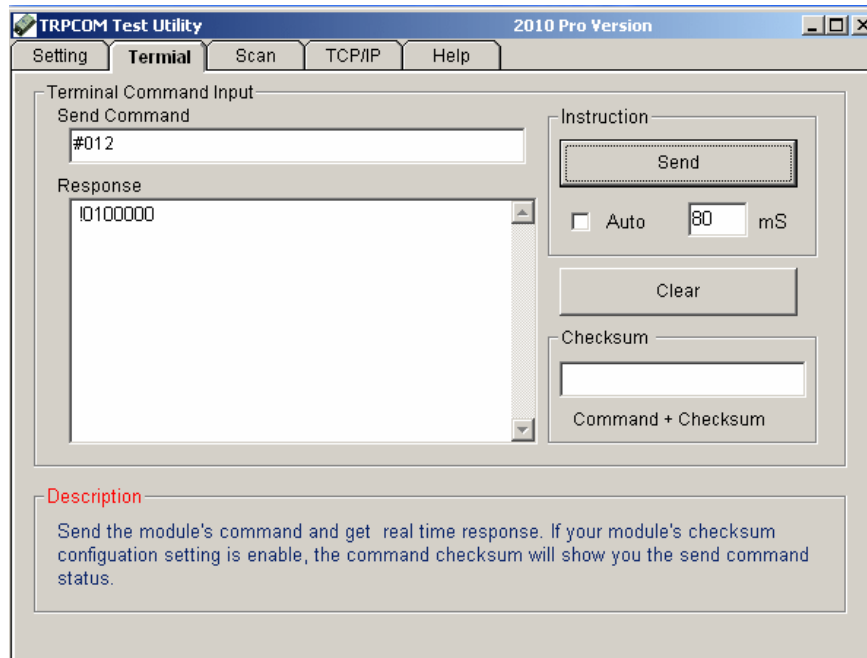 TRPCOM Test Utility 2010 Pro Version
Setting Termial Scan TCP/IP Help
Terminal Command Input
Send Command
#012
Response
!0100000
Instruction
Send
Auto 80 mS
Clear
Checksum
Command + Checksum
Description
Send the module's command and get real time response. If your module's checksum
configuation setting is enable, the command checksum will show you the send command
status.